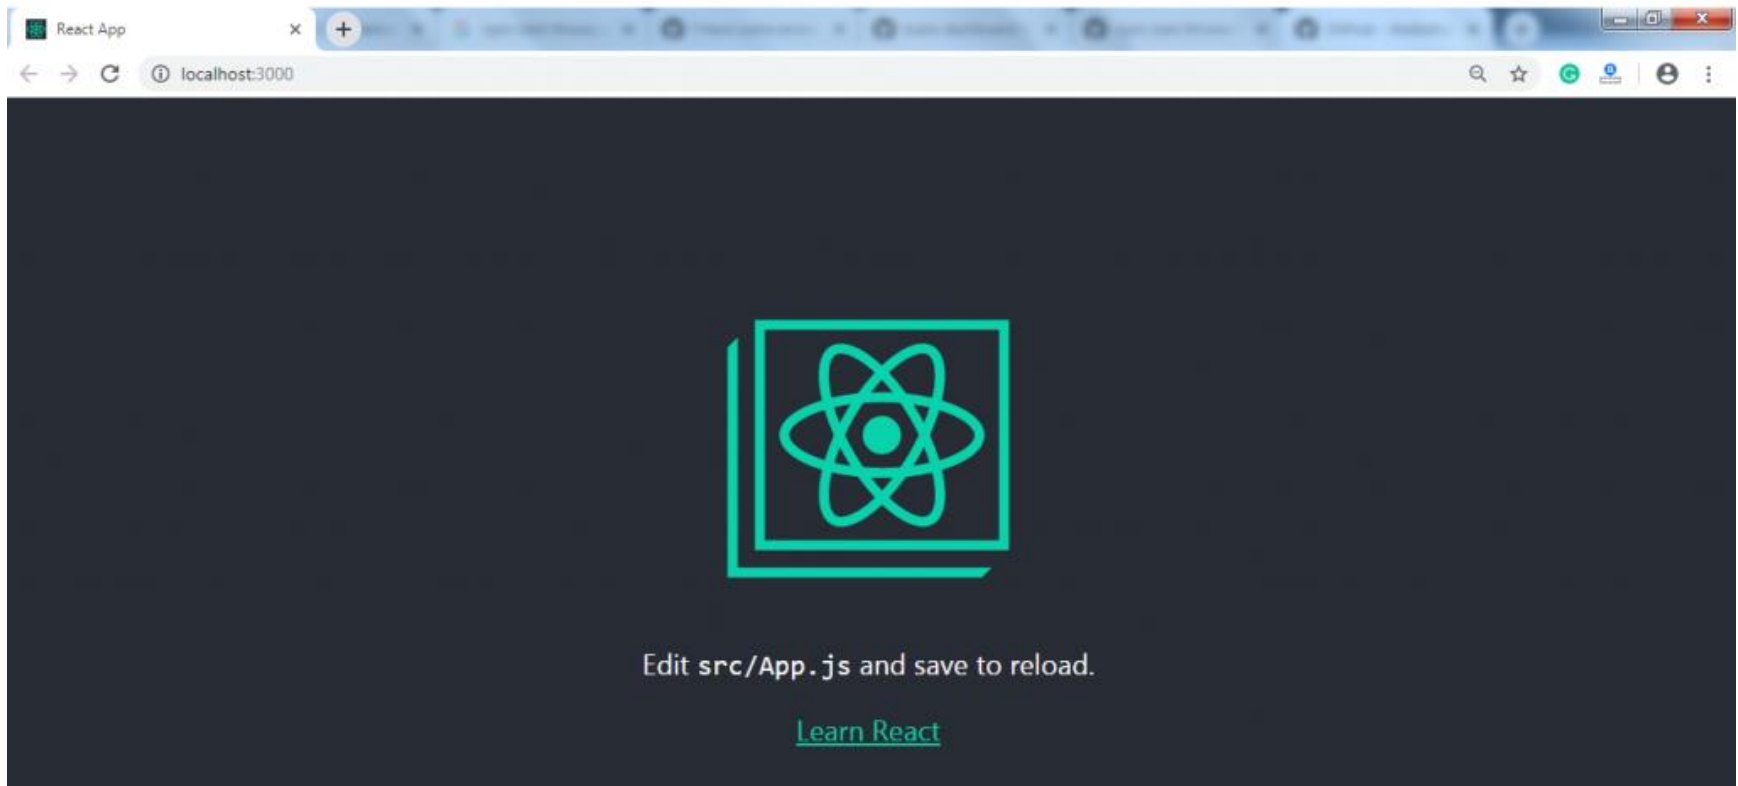 React App
localhost:3000
Edit src/App.js and save to reload.
Learn React